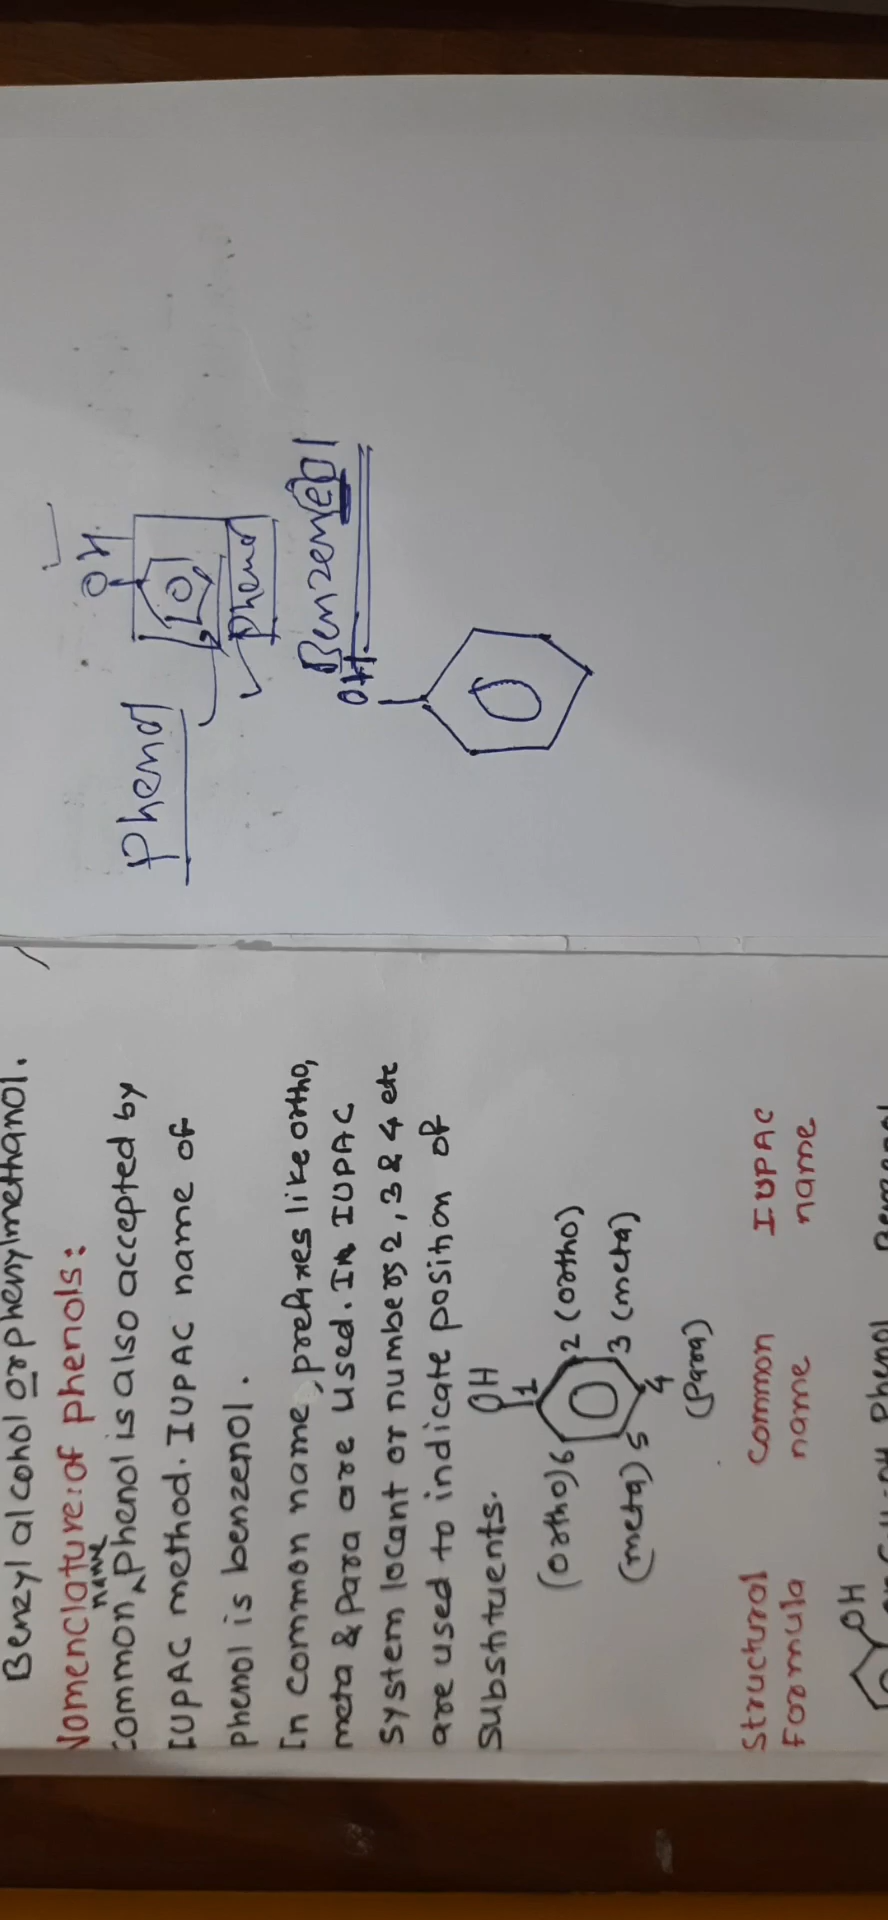 Benzyl alcohol or phenylmethanol.
Nomenclature: of phenols:
common name phenol is also accepted by
IUPAC method. IUPAC name of
phenol is benzenol.
In common name, prefixes like ortho,
meta & para are used. In IUPAC
system locant or numbers 2, 3 & 4 etc
are used to indicate position of
substituents.
OH
1
(ortho) 6
2 (ortho)
(meta) 5
3 (meta)
4
(para)
Structural formula
Common name
IUPAC name
OH
Phenol
Phenol
OH.
Phenol
Benzeneol
OH.